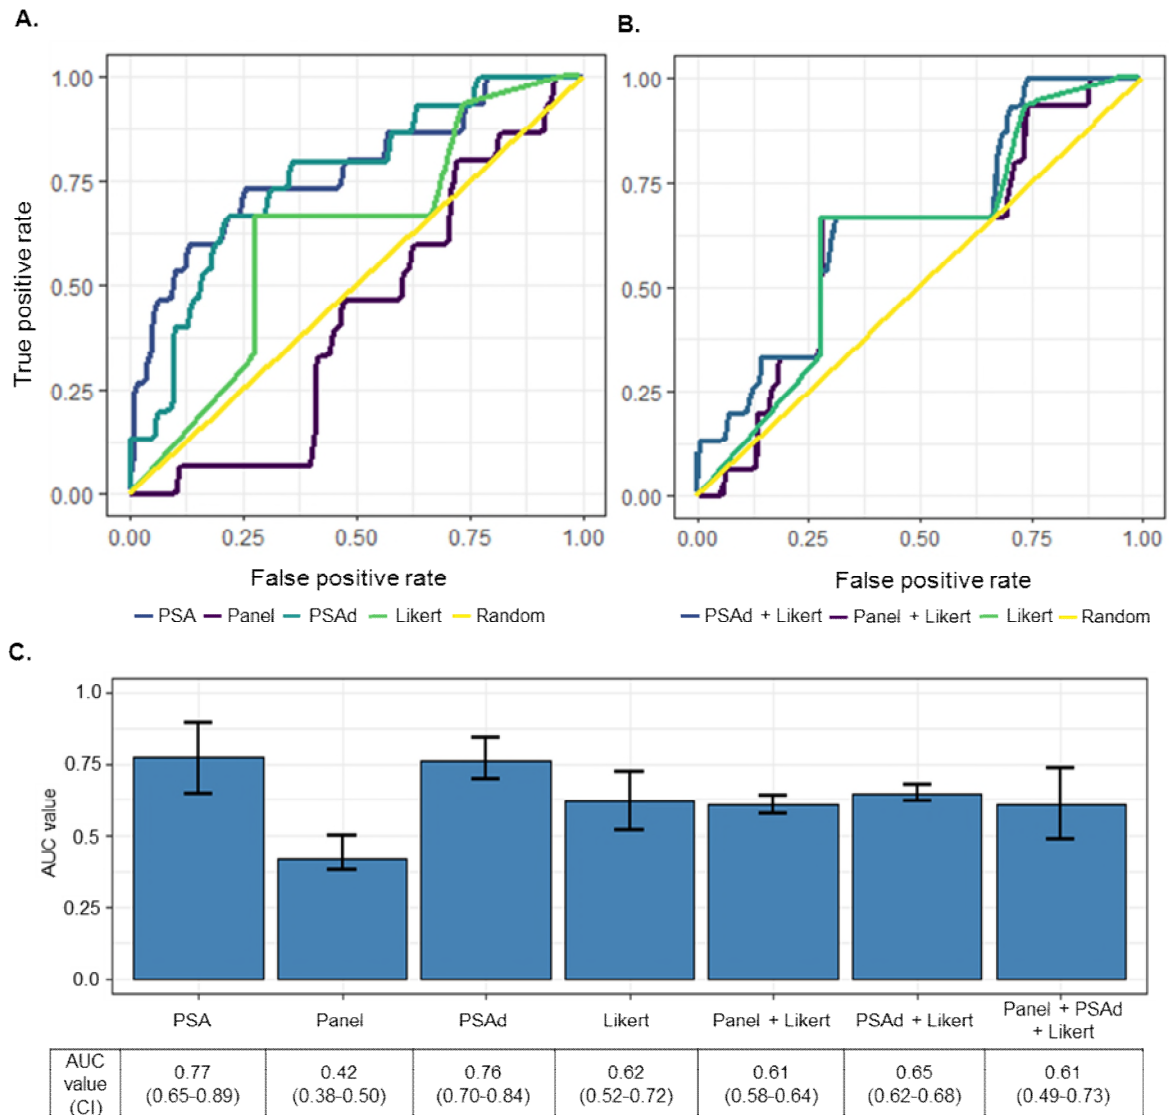 A.
B.
1.00
0.75
0.50
0.25
0.00
True positive rate
0.00 0.25 0.50 0.75 1.00
False positive rate
PSA Panel PSAd Likert Random
1.00
0.75
0.50
0.25
0.00
0.00 0.25 0.50 0.75 1.00
False positive rate
PSAd + Likert Panel + Likert Likert Random
C.
1.0
0.75
0.5
0.25
0.0
AUC value
PSA Panel PSAd Likert Panel + Likert PSAd + Likert Panel + PSAd
+ Likert
AUC
value
(CI)
0.77 0.42 0.76 0.62 0.61 0.65 0.61
(0.65-0.89) (0.38-0.50) (0.70-0.84) (0.52-0.72) (0.58-0.64) (0.62-0.68) (0.49-0.73)